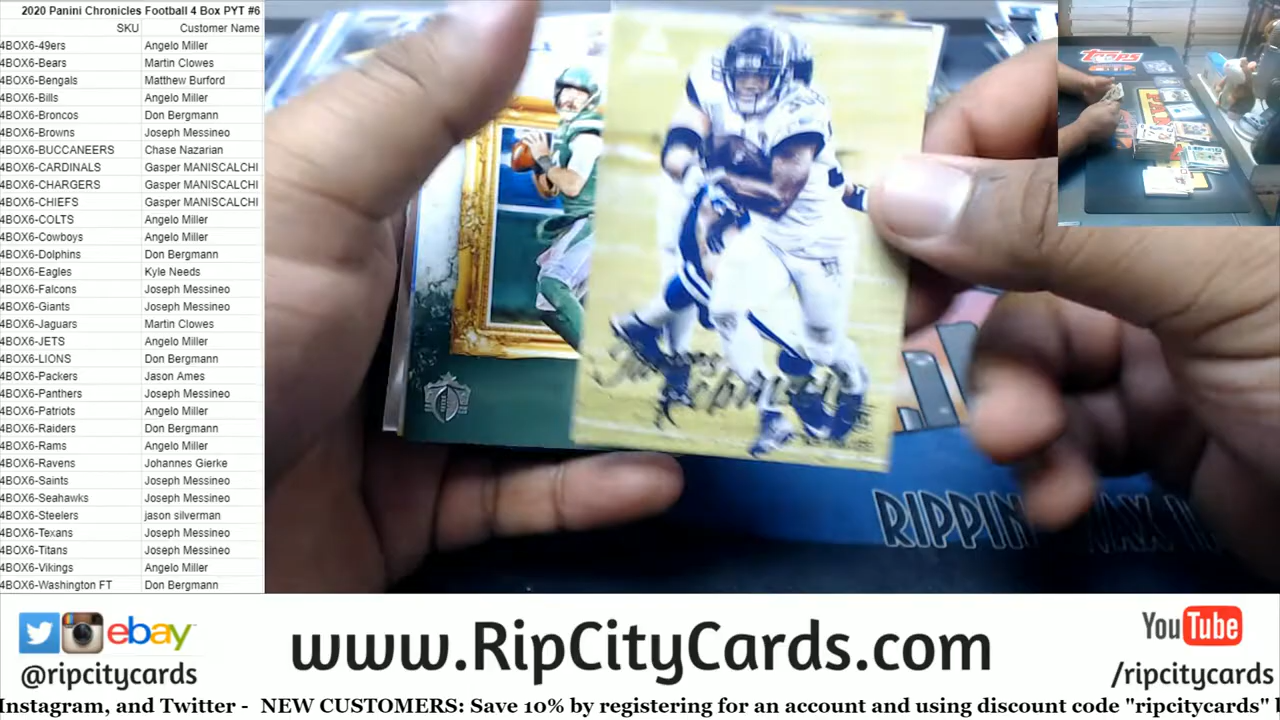 2020 Panini Chronicles Football 4 Box PYT #6
SKU Customer Name
4BOX6-49ers Angelo Miller
4BOX6-Bears Martin Clowes
4BOX6-Bengals Matthew Burford
4BOX6-Bills Angelo Miller
4BOX6-Broncos Don Bergmann
4BOX6-Browns Joseph Messineo
4BOX6-BUCCANEERS Chase Nazarian
4BOX6-CARDINALS Gasper MANISCALCHI
4BOX6-CHARGERS Gasper MANISCALCHI
4BOX6-CHIEFS Gasper MANISCALCHI
4BOX6-COLTS Angelo Miller
4BOX6-Cowboys Angelo Miller
4BOX6-Dolphins Don Bergmann
4BOX6-Eagles Kyle Needs
4BOX6-Falcons Joseph Messineo
4BOX6-Giants Joseph Messineo
4BOX6-Jaguars Martin Clowes
4BOX6-JETS Angelo Miller
4BOX6-LIONS Don Bergmann
4BOX6-Packers Jason Ames
4BOX6-Panthers Joseph Messineo
4BOX6-Patriots Angelo Miller
4BOX6-Raiders Don Bergmann
4BOX6-Rams Angelo Miller
4BOX6-Ravens Johannes Gierke
4BOX6-Saints Joseph Messineo
4BOX6-Seahawks Joseph Messineo
4BOX6-Steelers jason silverman
4BOX6-Texans Joseph Messineo
4BOX6-Titans Joseph Messineo
4BOX6-Vikings Angelo Miller
4BOX6-Washington FT Don Bergmann
Topps
RIPPIN
ebay
@ripcitycards
www.RipCityCards.com
YouTube
/ripcitycards
Instagram, and Twitter - NEW CUSTOMERS: Save 10% by registering for an account and using discount code "ripcitycards"